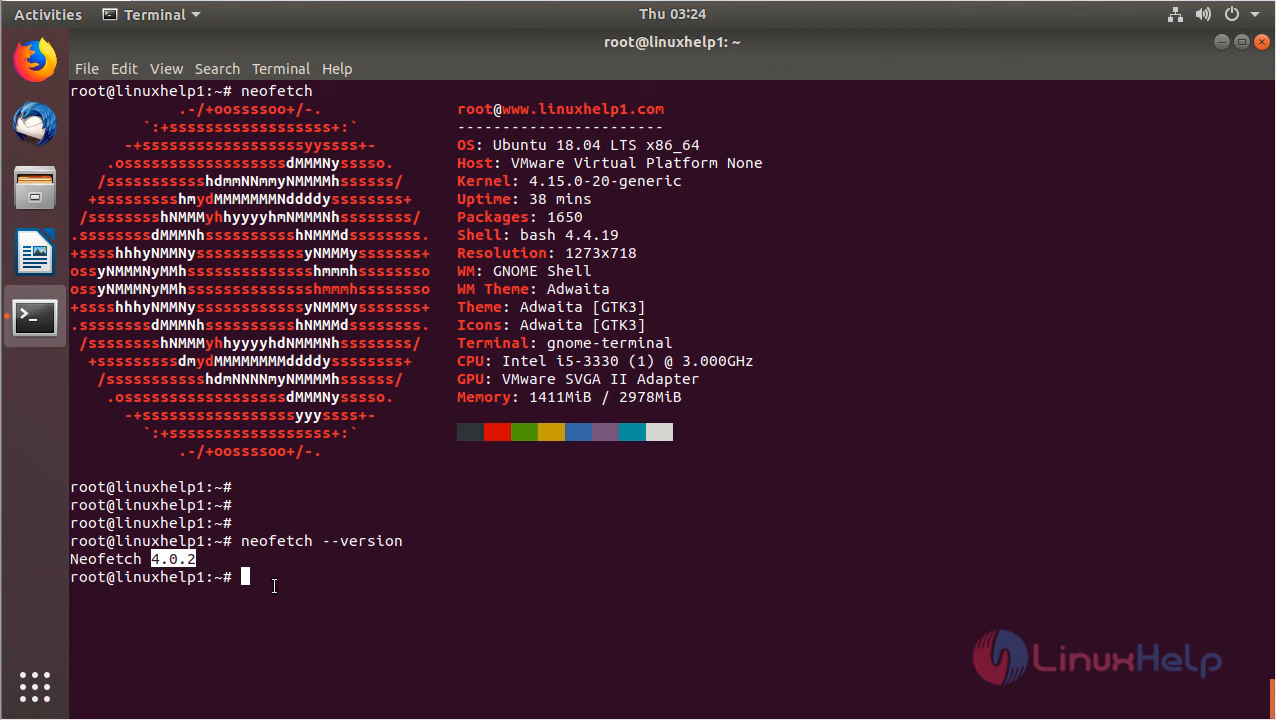 Activities Terminal Thu 03:24
root@linuxhelp1: ~
File Edit View Search Terminal Help
root@linuxhelp1:~# neofetch
.-/+oossssoo+/-. root@www.linuxhelp1.com
`:+ssssssssssssssssss+:` -----------------------
-+ssssssssssssssssssyyssss+- OS: Ubuntu 18.04 LTS x86_64
.ossssssssssssssssssdMMMNysssso. Host: VMware Virtual Platform None
/ssssssssssshdmmNNmmyNMMMMhssssss/ Kernel: 4.15.0-20-generic
+ssssssssshmydMMMMMMMNddddyssssssss+ Uptime: 38 mins
/sssssssshNMMMyhhyyyyhmNMMMNhssssssss/ Packages: 1650
.ssssssssdMMMNhsssssssssshNMMMdssssssss. Shell: bash 4.4.19
+sssshhhyNMMNyssssssssssssyNMMMysssssss+ Resolution: 1273x718
ossyNMMMNyMMhsssssssssssssshmmmhssssssso WM: GNOME Shell
ossyNMMMNyMMhsssssssssssssshmmmhssssssso WM Theme: Adwaita
+sssshhhyNMMNyssssssssssssyNMMMysssssss+ Theme: Adwaita [GTK3]
.ssssssssdMMMNhsssssssssshNMMMdssssssss. Icons: Adwaita [GTK3]
/sssssssshNMMMyhhyyyyhdNMMMNhssssssss/ Terminal: gnome-terminal
+sssssssssdmydMMMMMMMMddddyssssssss+ CPU: Intel i5-3330 (1) @ 3.000GHz
/ssssssssssshdmNNNNmyNMMMMhssssss/ GPU: VMware SVGA II Adapter
.ossssssssssssssssssdMMMNysssso. Memory: 1411MiB / 2978MiB
-+sssssssssssssssssyyyssss+-
`:+ssssssssssssssssss+:`
.-/+oossssoo+/-.
root@linuxhelp1:~#
root@linuxhelp1:~#
root@linuxhelp1:~#
root@linuxhelp1:~# neofetch --version
Neofetch 4.0.2
root@linuxhelp1:~#
LinuxHelp